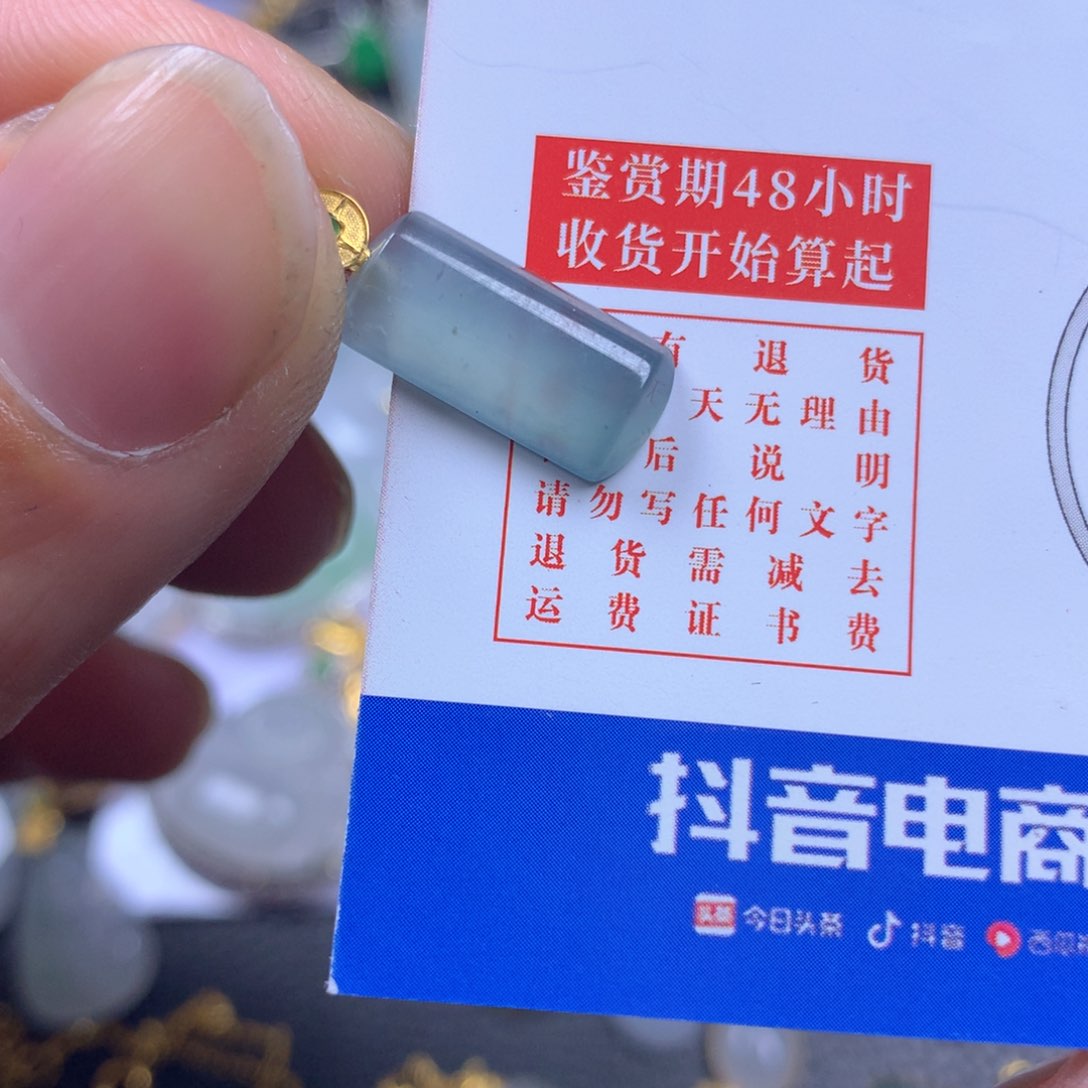 鉴赏期48小时
收货开始算起
有退货
天无理由
后说明
请勿写任何文字
退货需减去
运费证书费
抖音电商
头条 今日头条 抖音